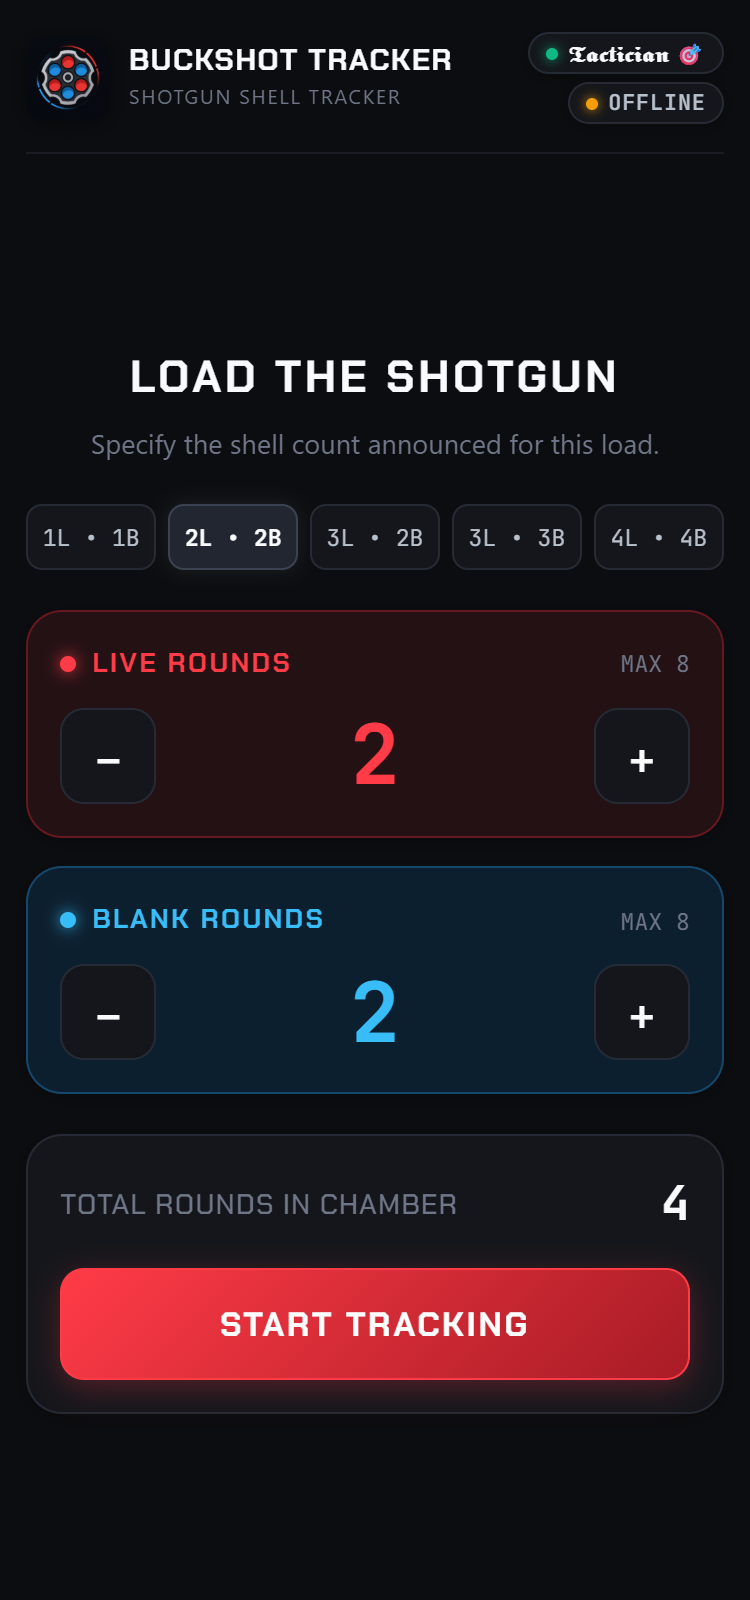 BUCKSHOT TRACKER
SHOTGUN SHELL TRACKER
Tactician 🎯
OFFLINE
LOAD THE SHOTGUN
Specify the shell count announced for this load.
1L • 1B
2L • 2B
3L • 2B
3L • 3B
4L • 4B
LIVE ROUNDS
MAX 8
− 2 +
BLANK ROUNDS
MAX 8
− 2 +
TOTAL ROUNDS IN CHAMBER 4
START TRACKING